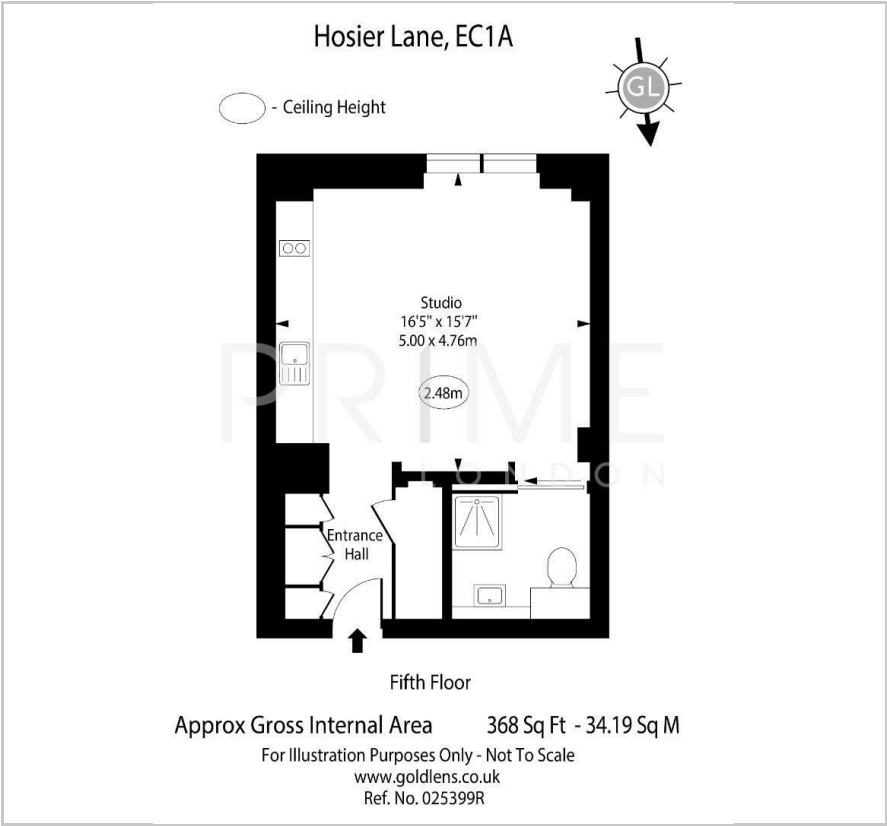 Hosier Lane, EC1A
GL
- Ceiling Height
Studio
16'5" x 15'7"
5.00 x 4.76m
PRIME
2.48m
LONDON
Entrance
Hall
Fifth Floor
Approx Gross Internal Area 368 Sq Ft - 34.19 Sq M
For Illustration Purposes Only - Not To Scale
www.goldlens.co.uk
Ref. No. 025399R